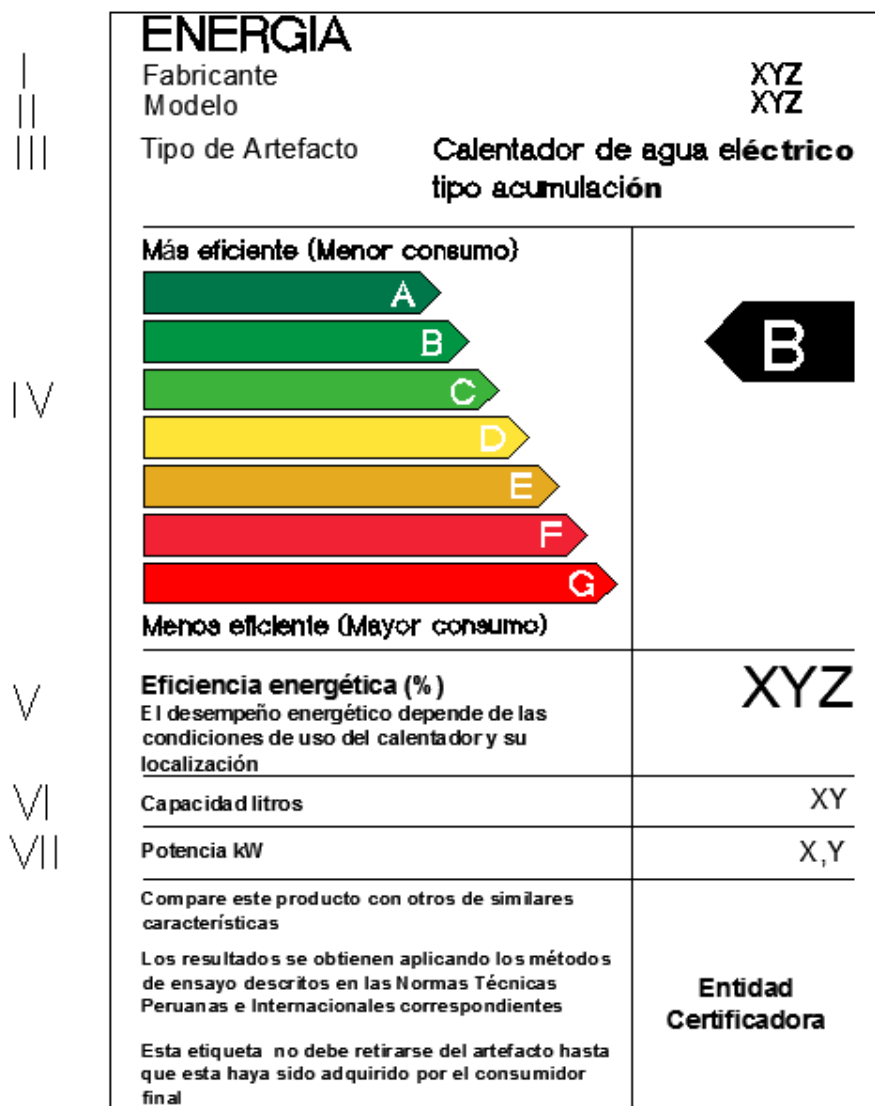 ENERGIA
I Fabricante XYZ
II Modelo XYZ
III Tipo de Artefacto Calentador de agua eléctrico
tipo acumulación
Más eficiente (Menor consumo)
A
B B
IV C
D
E
F
G
Menos eficiente (Mayor consumo)
V Eficiencia energética (%) XYZ
El desempeño energético depende de las
condiciones de uso del calentador y su
localización
VI Capacidad litros XY
VII Potencia kW X,Y
Compare este producto con otros de similares
características
Los resultados se obtienen aplicando los métodos
de ensayo descritos en las Normas Técnicas
Peruanas e Internacionales correspondientes
Entidad
Certificadora
Esta etiqueta no debe retirarse del artefacto hasta
que esta haya sido adquirido por el consumidor
final